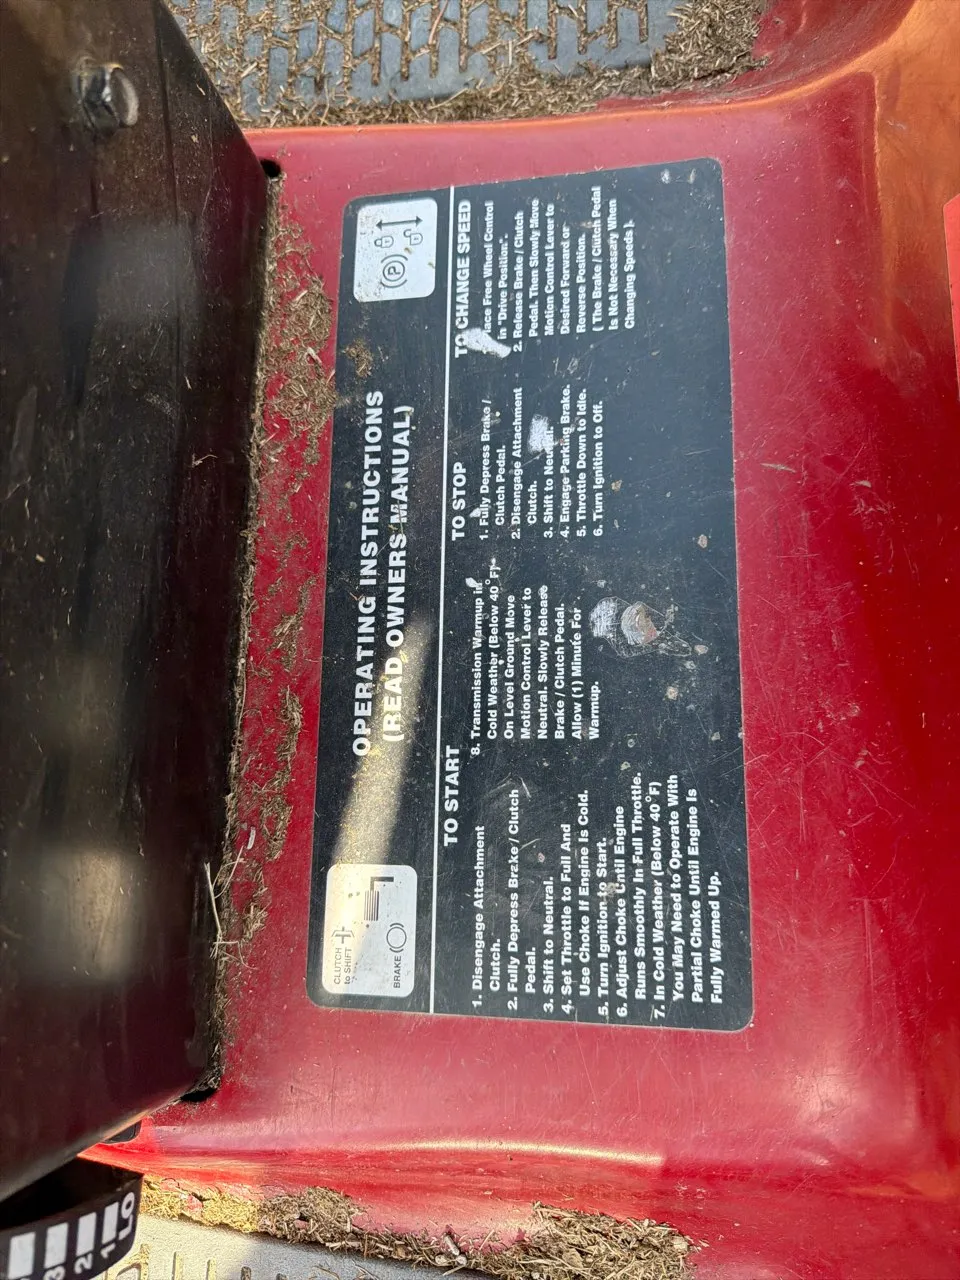 OPERATING INSTRUCTIONS
(READ OWNERS MANUAL)
CLUTCH
to SHIFT
BRAKE
P
TO START
1. Disengage Attachment
Clutch.
2. Fully Depress Brake / Clutch
Pedal.
3. Shift to Neutral.
4. Set Throttle to Full And
Use Choke If Engine Is Cold.
5. Turn Ignition to Start.
6. Adjust Choke Until Engine
Runs Smoothly In Full Throttle.
7. In Cold Weather (Below 40°F)
You May Need to Operate With
Partial Choke Until Engine Is
Fully Warmed Up.
8. Transmission Warmup in
Cold Weather (Below 40°F)
On Level Ground Move
Motion Control Lever to
Neutral. Slowly Release
Brake / Clutch Pedal.
Allow (1) Minute For
Warmup.
TO STOP
1. Fully Depress Brake /
Clutch Pedal.
2. Disengage Attachment
Clutch.
3. Shift to Neutral.
4. Engage Parking Brake.
5. Throttle Down to Idle.
6. Turn Ignition to Off.
TO CHANGE SPEED
Free Wheel Control
in "Drive Position".
2. Release Brake / Clutch
Pedal. Then Slowly Move
Motion Control Lever to
Desired Forward or
Reverse Position.
( The Brake / Clutch Pedal
Is Not Necessary When
Changing Speeds ).
3
2
1
LO